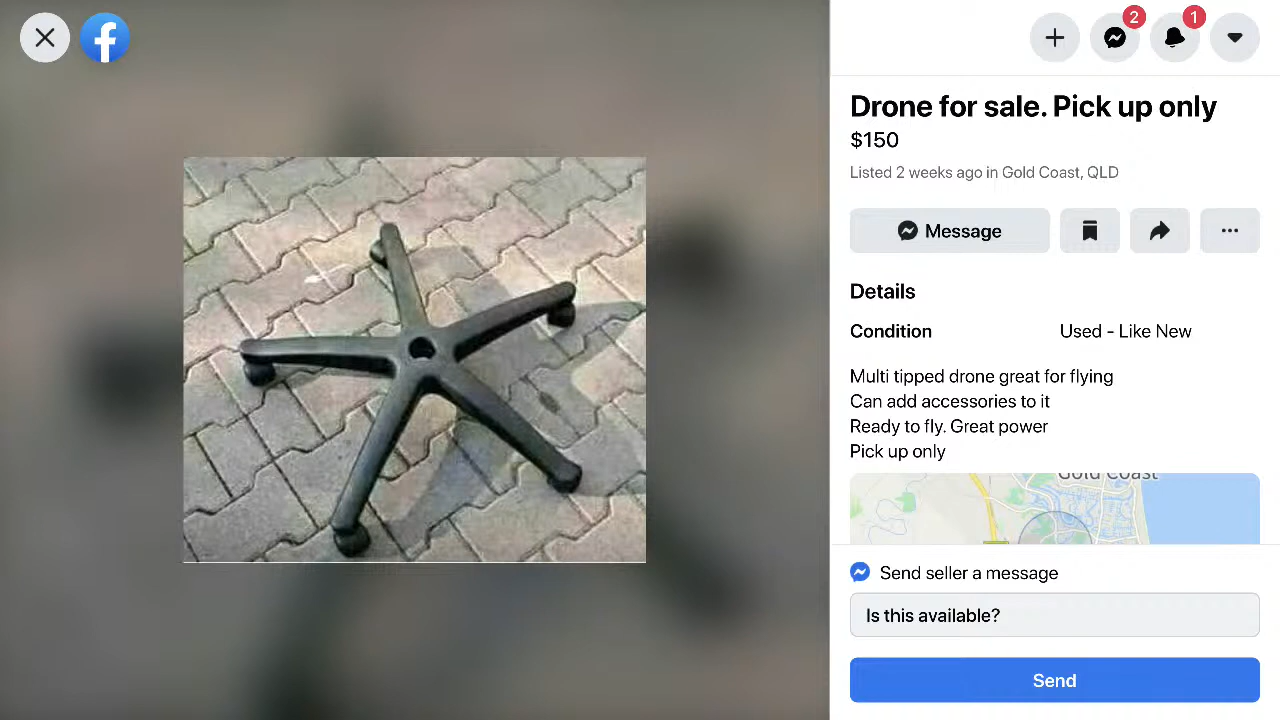 2
1
Drone for sale. Pick up only
$150
Listed 2 weeks ago in Gold Coast, QLD
Message
Details
Condition Used - Like New
Multi tipped drone great for flying
Can add accessories to it
Ready to fly. Great power
Pick up only
Gold Coast
Send seller a message
Is this available?
Send